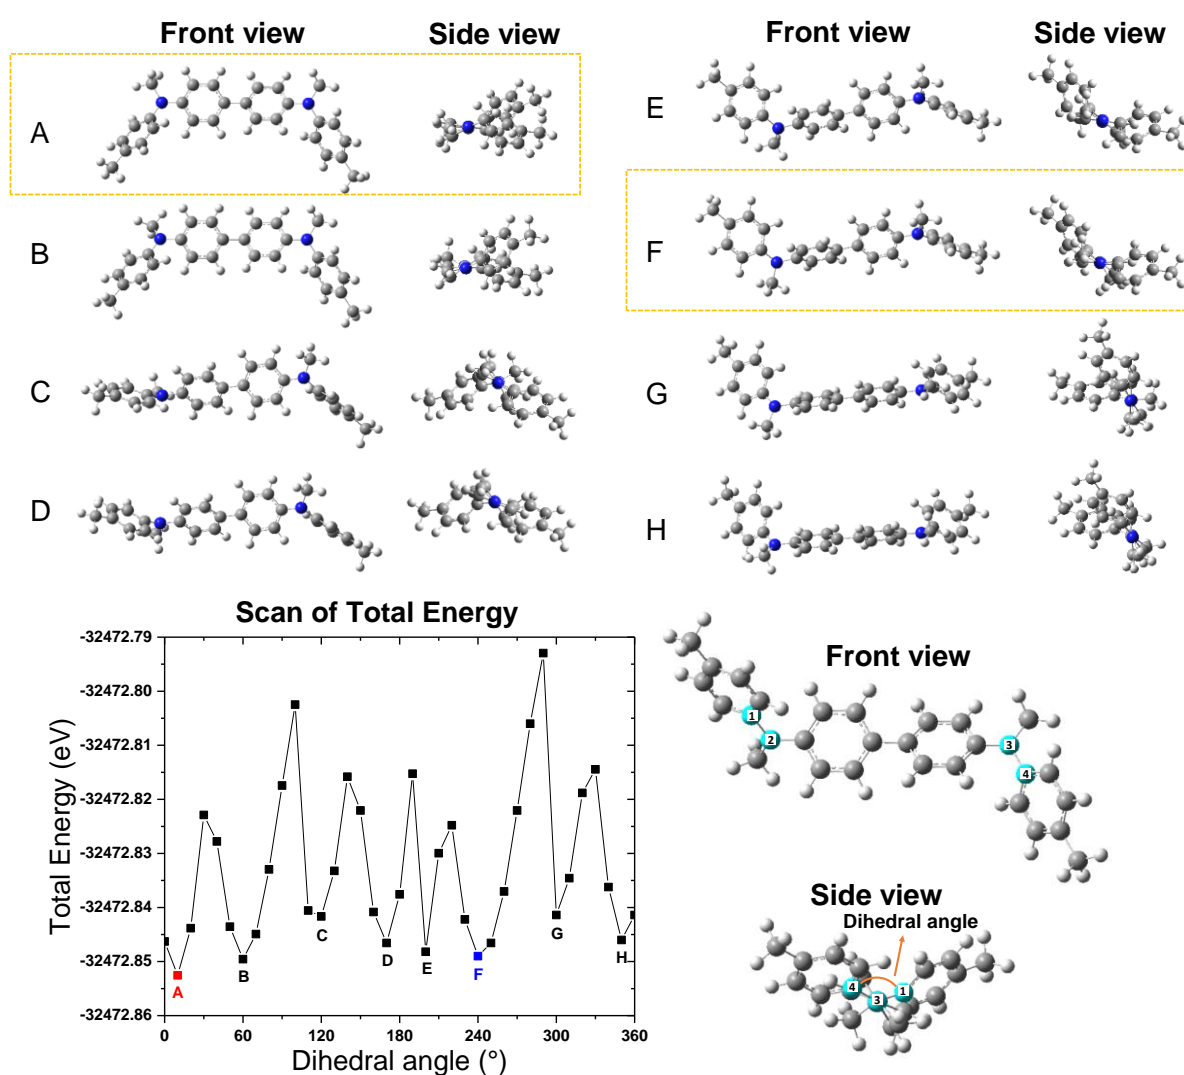 Front view Side view
A
B
C
D
Front view Side view
E
F
G
H
Scan of Total Energy
Total Energy (eV)
-32472.79
-32472.80
-32472.81
-32472.82
-32472.83
-32472.84
-32472.85
-32472.86
A
B
C
D
E
F
G
H
0 60 120 180 240 300 360
Dihedral angle (°)
Front view
1
2
3
4
Side view
Dihedral angle
4
3
1